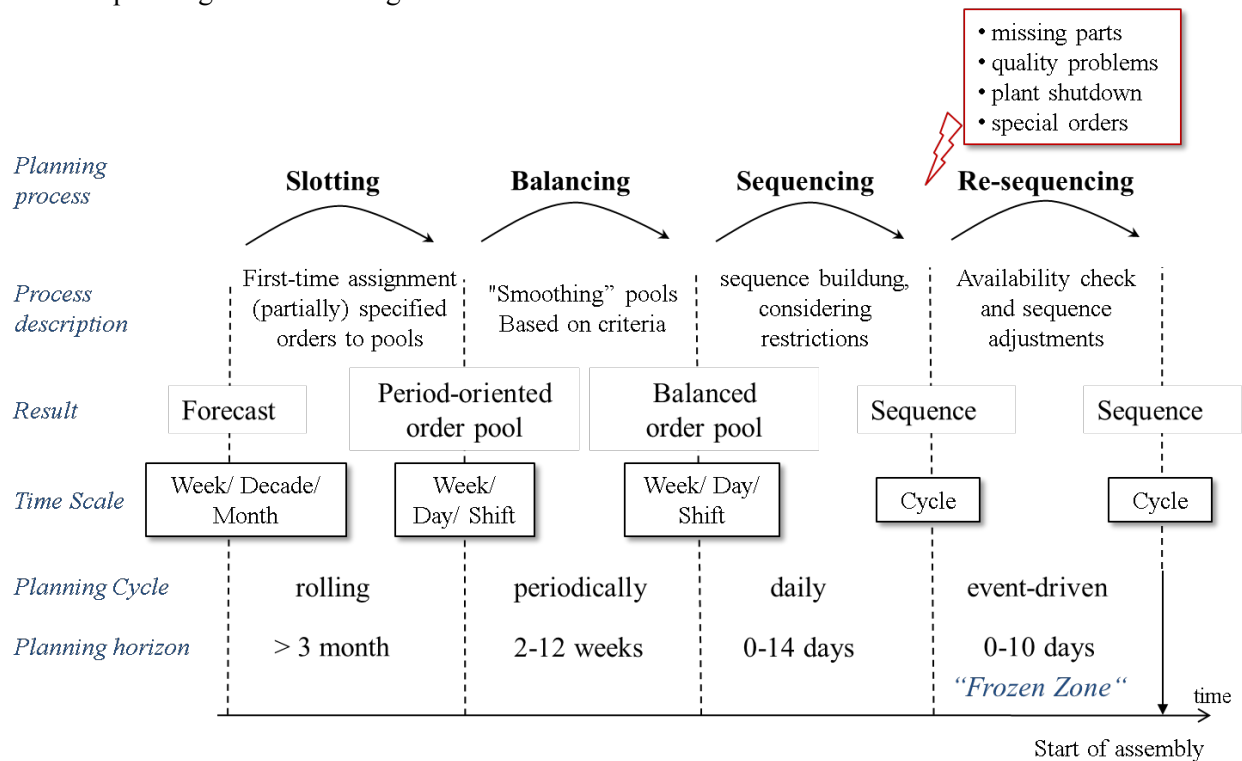 • missing parts
• quality problems
• plant shutdown
• special orders
Planning
process
Slotting
Balancing
Sequencing
Re-sequencing
Process
description
First-time assignment
(partially) specified
orders to pools
"Smoothing” pools
Based on criteria
sequence buildung,
considering
restrictions
Availability check
and sequence
adjustments
Result
Forecast
Period-oriented
order pool
Balanced
order pool
Sequence
Sequence
Time Scale
Week/ Decade/
Month
Week/
Day/ Shift
Week/ Day/
Shift
Cycle
Cycle
Planning Cycle
rolling
periodically
daily
event-driven
Planning horizon
> 3 month
2-12 weeks
0-14 days
0-10 days
“Frozen Zone“
time
Start of assembly